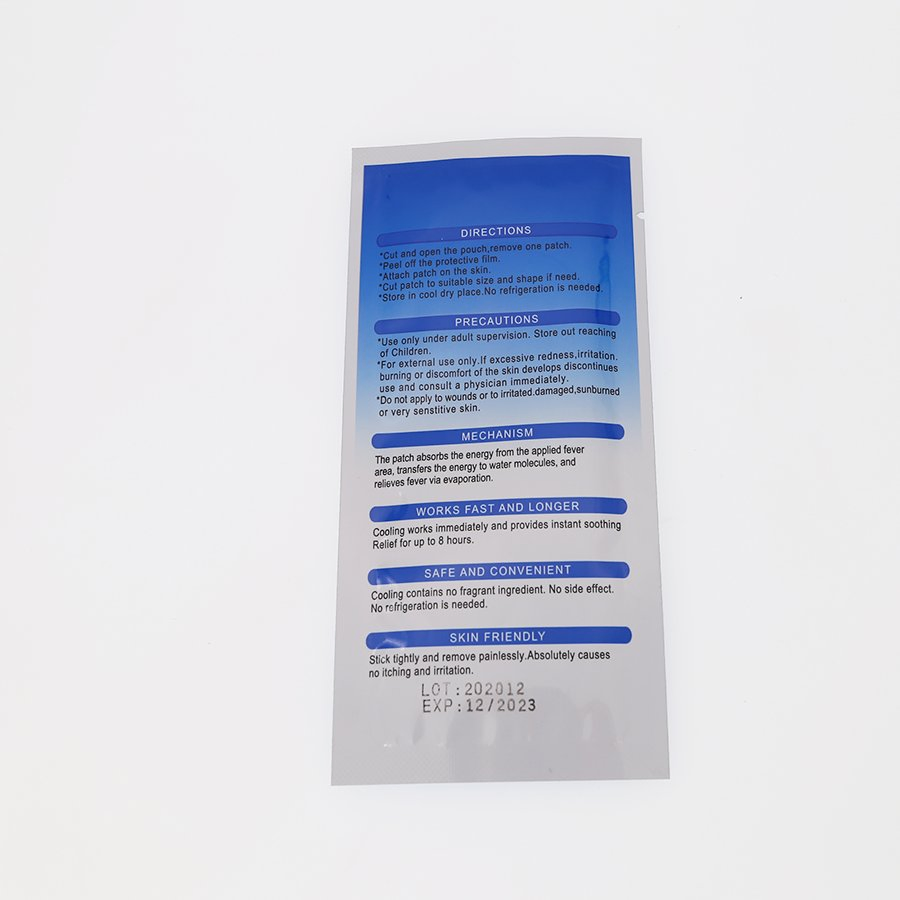 DIRECTIONS
*Cut and open the pouch,remove one patch.
*Peel off the protective film.
*Attach patch on the skin.
*Cut patch to suitable size and shape if need.
*Store in cool dry place.No refrigeration is needed.
PRECAUTIONS
*Use only under adult supervision. Store out reaching
of Children.
*For external use only.If excessive redness,irritation.
burning or discomfort of the skin develops discontinues
use and consult a physician immediately.
*Do not apply to wounds or to irritated.damaged,sunburned
or very sensitive skin.
MECHANISM
The patch absorbs the energy from the applied fever
area, transfers the energy to water molecules, and
relieves fever via evaporation.
WORKS FAST AND LONGER
Cooling works immediately and provides instant soothing
Relief for up to 8 hours.
SAFE AND CONVENIENT
Cooling contains no fragrant ingredient. No side effect.
No refrigeration is needed.
SKIN FRIENDLY
Stick tightly and remove painlessly.Absolutely causes
no itching and irritation.
LOT:202012
EXP:12/2023